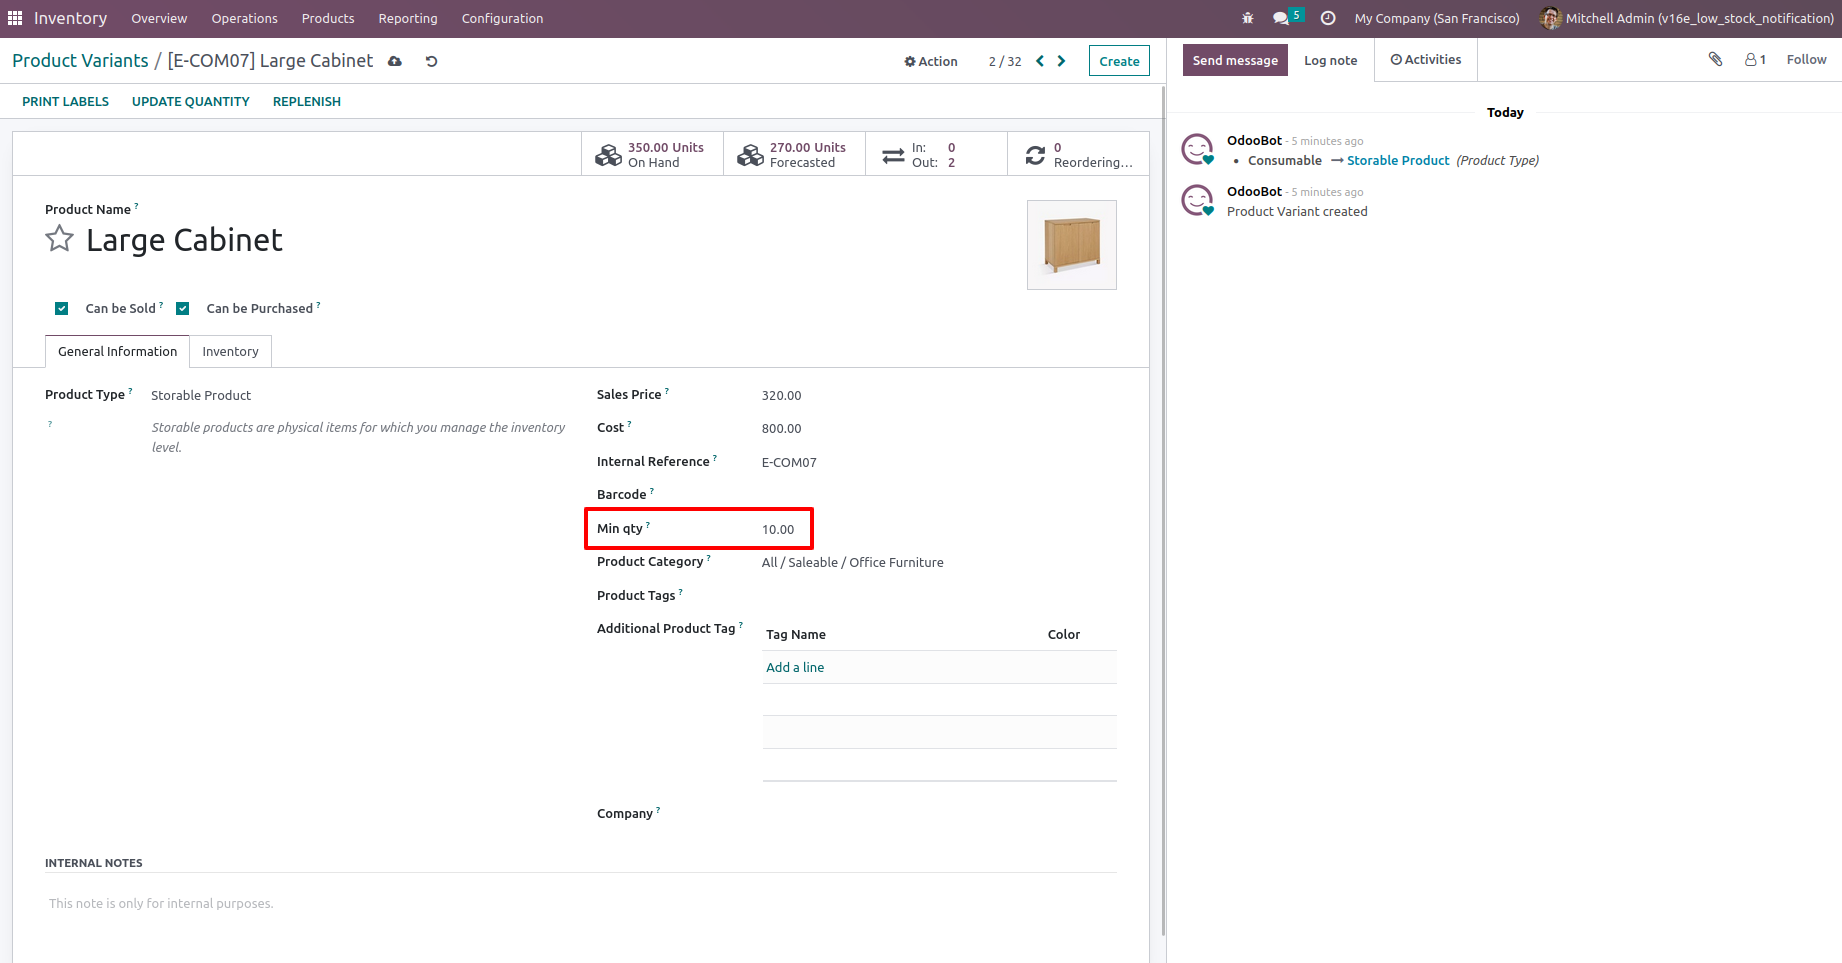 Inventory Overview Operations Products Reporting Configuration 5 My Company (San Francisco) Mitchell Admin (v16e_low_stock_notification)
Product Variants / [E-COM07] Large Cabinet Action 2 / 32 Create
Send message Log note Activities 1 Follow
PRINT LABELS UPDATE QUANTITY REPLENISH
350.00 Units
On Hand
270.00 Units
Forecasted
In: 0
Out: 2
0
Reordering...
Product Name ?
Large Cabinet
Can be Sold ? Can be Purchased ?
General Information Inventory
Product Type ? Storable Product
? Storable products are physical items for which you manage the inventory
level.
Sales Price ? 320.00
Cost ? 800.00
Internal Reference ? E-COM07
Barcode ?
Min qty ? 10.00
Product Category ? All / Saleable / Office Furniture
Product Tags ?
Additional Product Tag ? Tag Name Color
Add a line
Company ?
INTERNAL NOTES
This note is only for internal purposes.
Today
OdooBot - 5 minutes ago
• Consumable → Storable Product (Product Type)
OdooBot - 5 minutes ago
Product Variant created